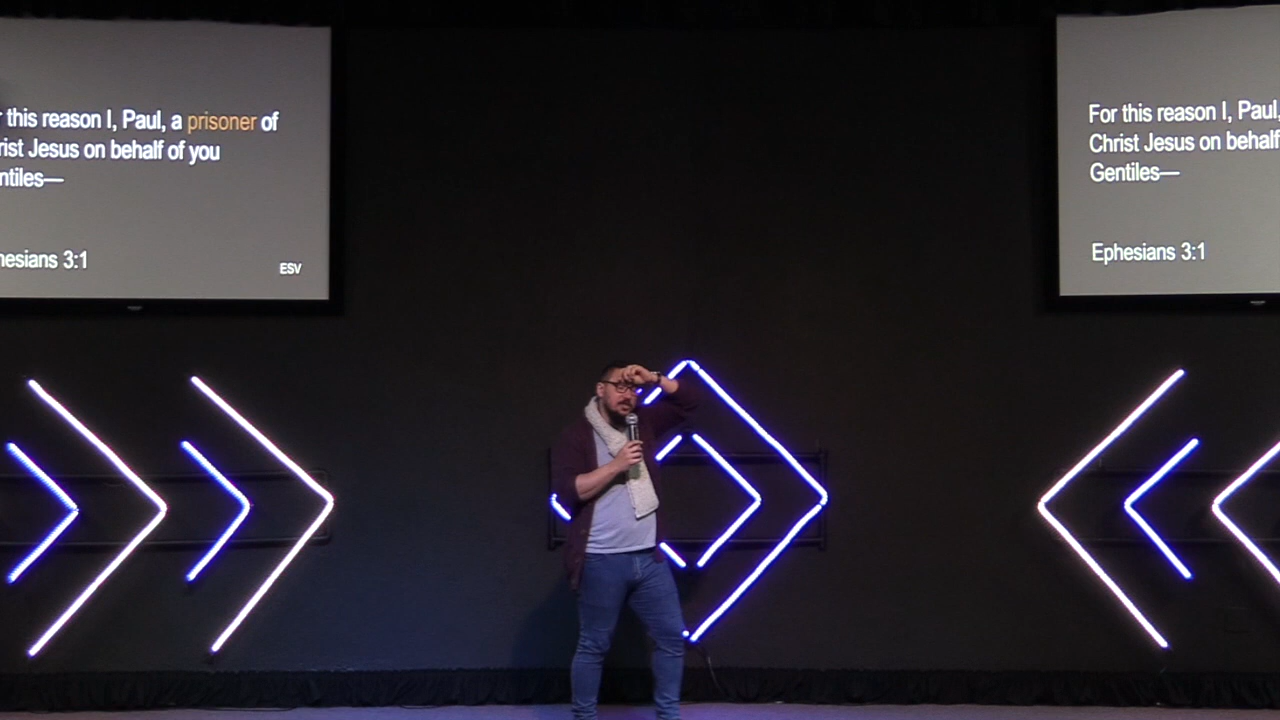 this reason I, Paul, a prisoner of
rist Jesus on behalf of you
ntiles—
hesians 3:1
ESV
For this reason I, Paul,
Christ Jesus on behalf
Gentiles—
Ephesians 3:1